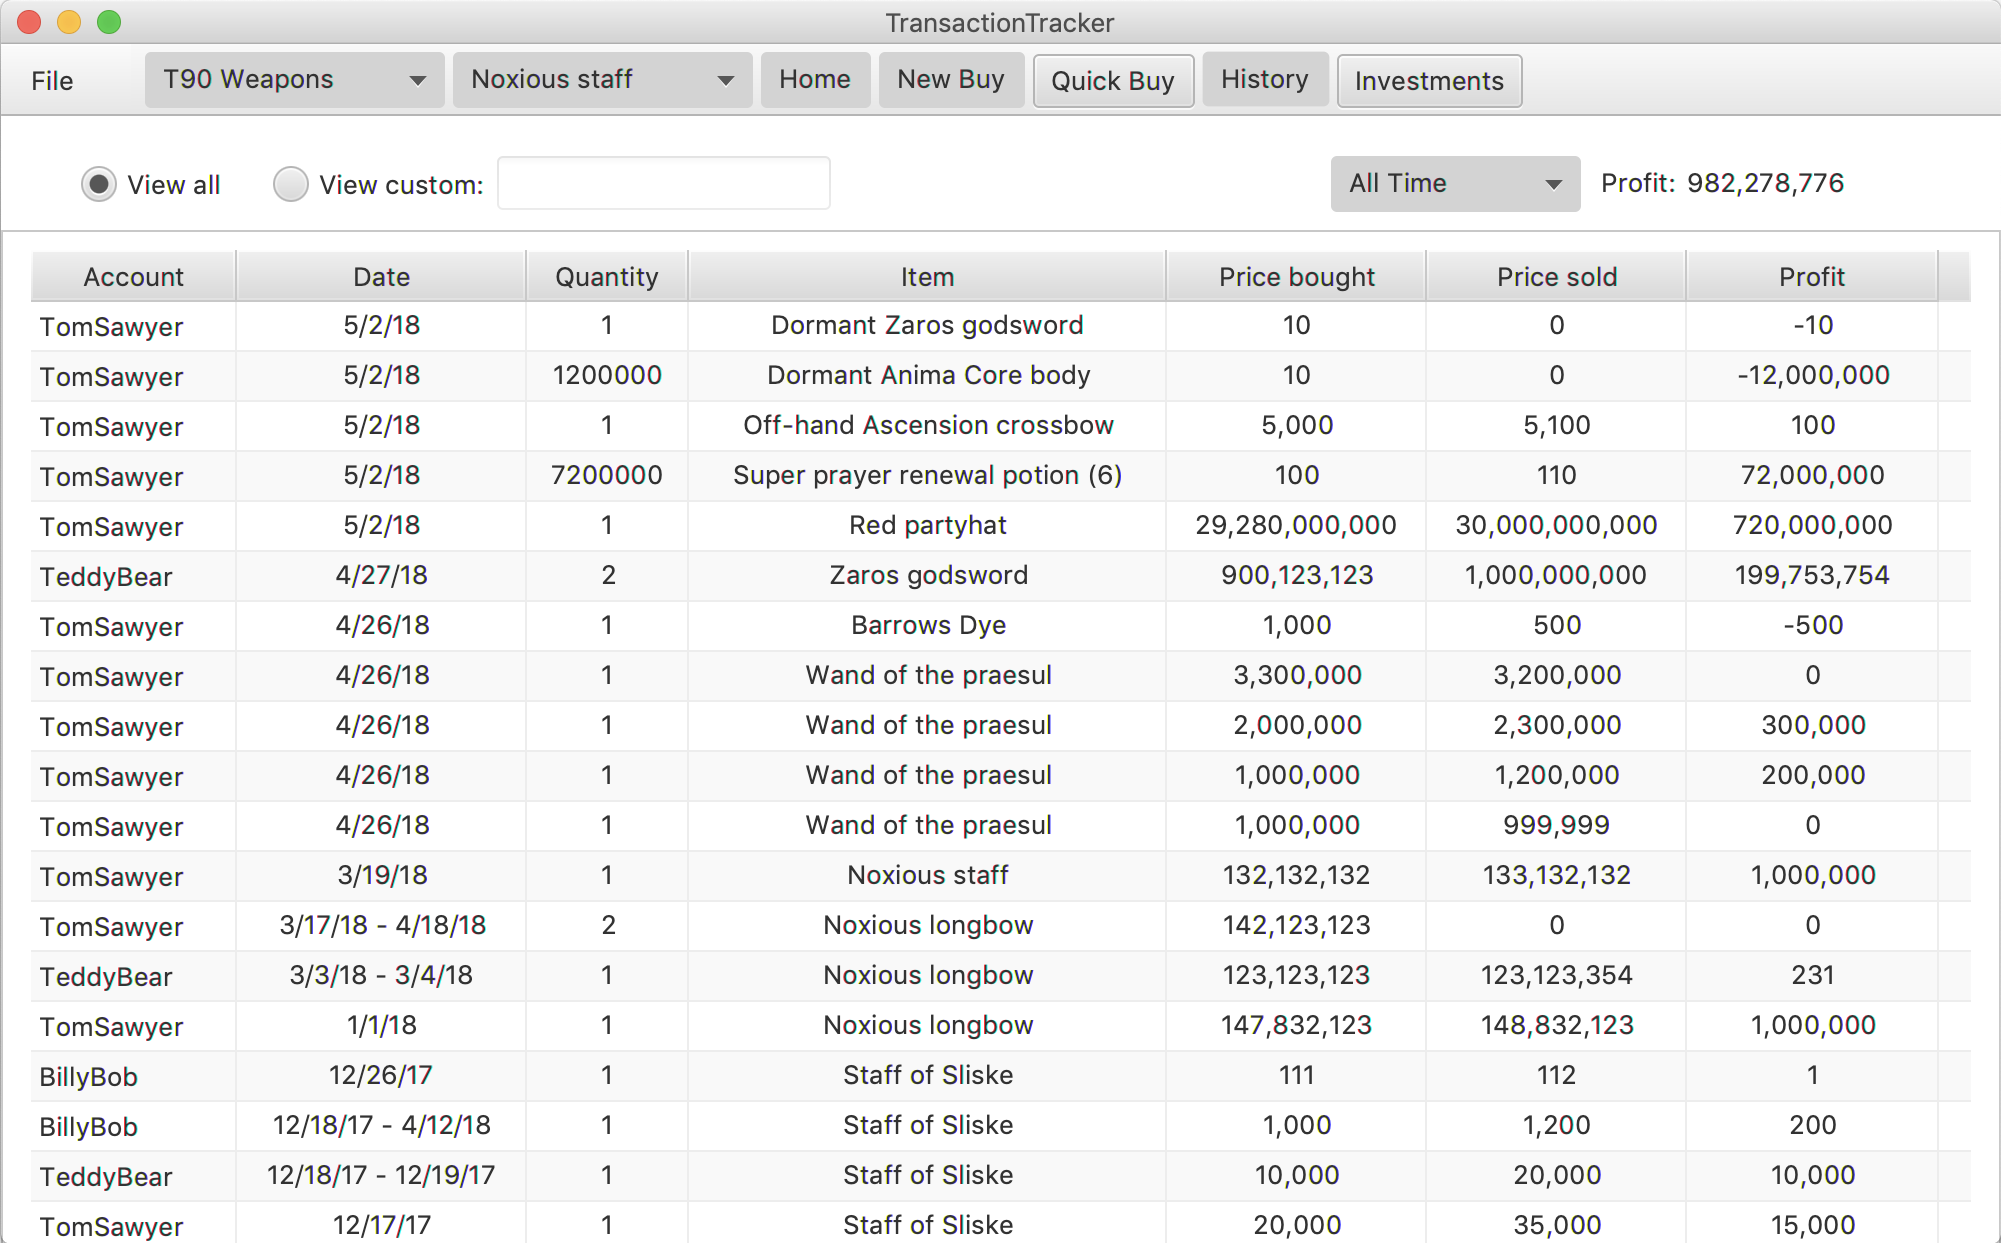 TransactionTracker
File T90 Weapons Noxious staff Home New Buy Quick Buy History Investments
View all View custom: All Time Profit: 982,278,776
Account Date Quantity Item Price bought Price sold Profit
TomSawyer 5/2/18 1 Dormant Zaros godsword 10 0 -10
TomSawyer 5/2/18 1200000 Dormant Anima Core body 10 0 -12,000,000
TomSawyer 5/2/18 1 Off-hand Ascension crossbow 5,000 5,100 100
TomSawyer 5/2/18 7200000 Super prayer renewal potion (6) 100 110 72,000,000
TomSawyer 5/2/18 1 Red partyhat 29,280,000,000 30,000,000,000 720,000,000
TeddyBear 4/27/18 2 Zaros godsword 900,123,123 1,000,000,000 199,753,754
TomSawyer 4/26/18 1 Barrows Dye 1,000 500 -500
TomSawyer 4/26/18 1 Wand of the praesul 3,300,000 3,200,000 0
TomSawyer 4/26/18 1 Wand of the praesul 2,000,000 2,300,000 300,000
TomSawyer 4/26/18 1 Wand of the praesul 1,000,000 1,200,000 200,000
TomSawyer 4/26/18 1 Wand of the praesul 1,000,000 999,999 0
TomSawyer 3/19/18 1 Noxious staff 132,132,132 133,132,132 1,000,000
TomSawyer 3/17/18 - 4/18/18 2 Noxious longbow 142,123,123 0 0
TeddyBear 3/3/18 - 3/4/18 1 Noxious longbow 123,123,123 123,123,354 231
TomSawyer 1/1/18 1 Noxious longbow 147,832,123 148,832,123 1,000,000
BillyBob 12/26/17 1 Staff of Sliske 111 112 1
BillyBob 12/18/17 - 4/12/18 1 Staff of Sliske 1,000 1,200 200
TeddyBear 12/18/17 - 12/19/17 1 Staff of Sliske 10,000 20,000 10,000
TomSawyer 12/17/17 1 Staff of Sliske 20,000 35,000 15,000